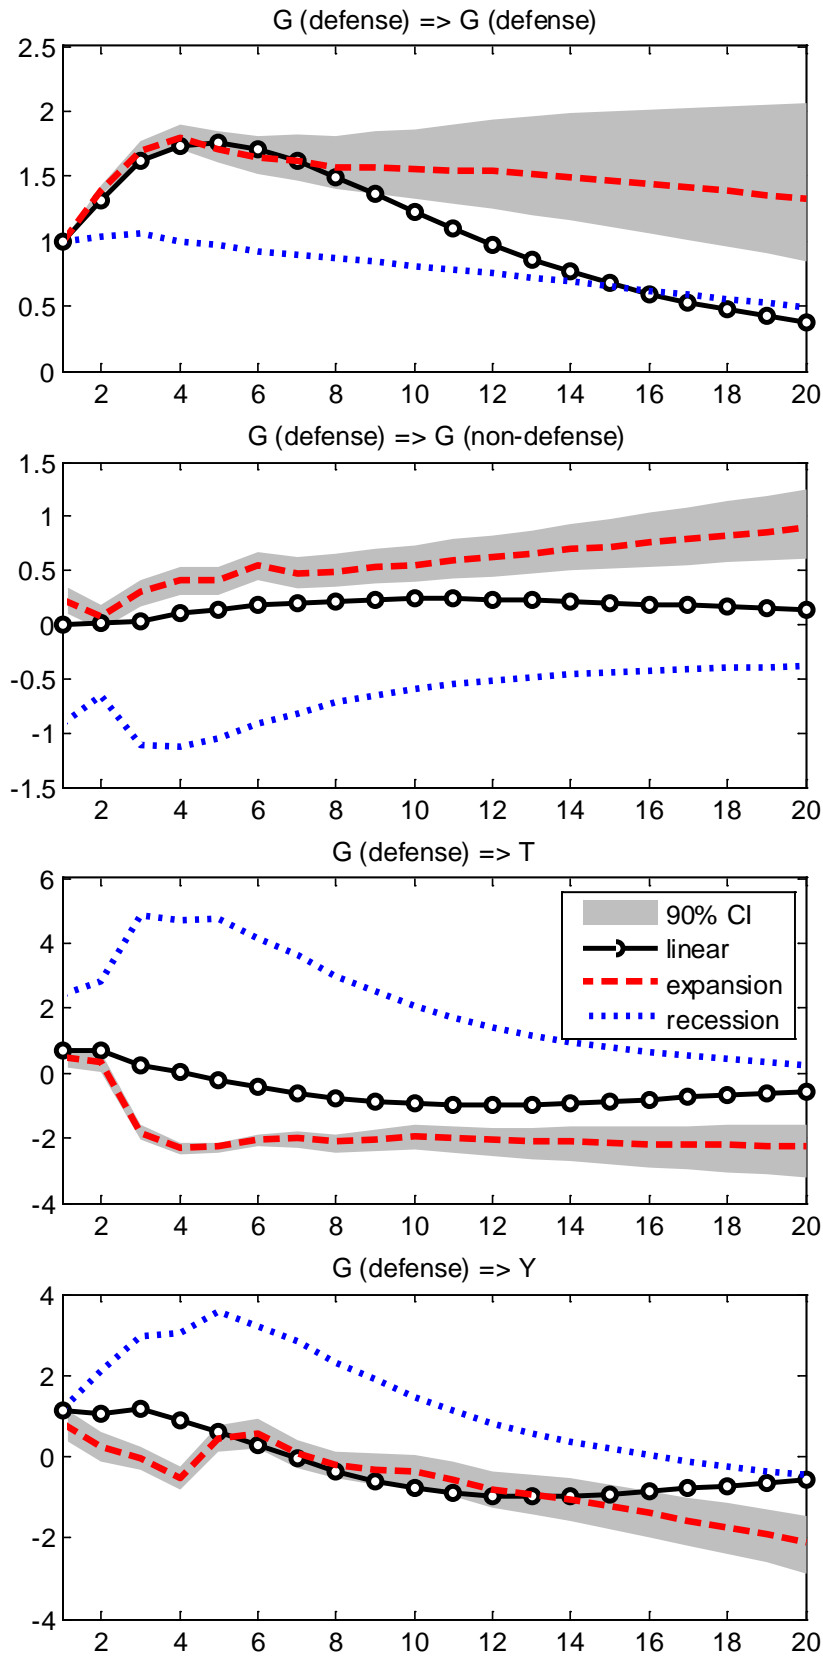 G (defense) => G (defense)
2.5
2
1.5
1
0.5
0
2 4 6 8 10 12 14 16 18 20
G (defense) => G (non-defense)
1.5
1
0.5
0
-0.5
-1
-1.5
2 4 6 8 10 12 14 16 18 20
G (defense) => T
6
4
2
0
-2
-4
90% CI
linear
expansion
recession
2 4 6 8 10 12 14 16 18 20
G (defense) => Y
4
2
0
-2
-4
2 4 6 8 10 12 14 16 18 20